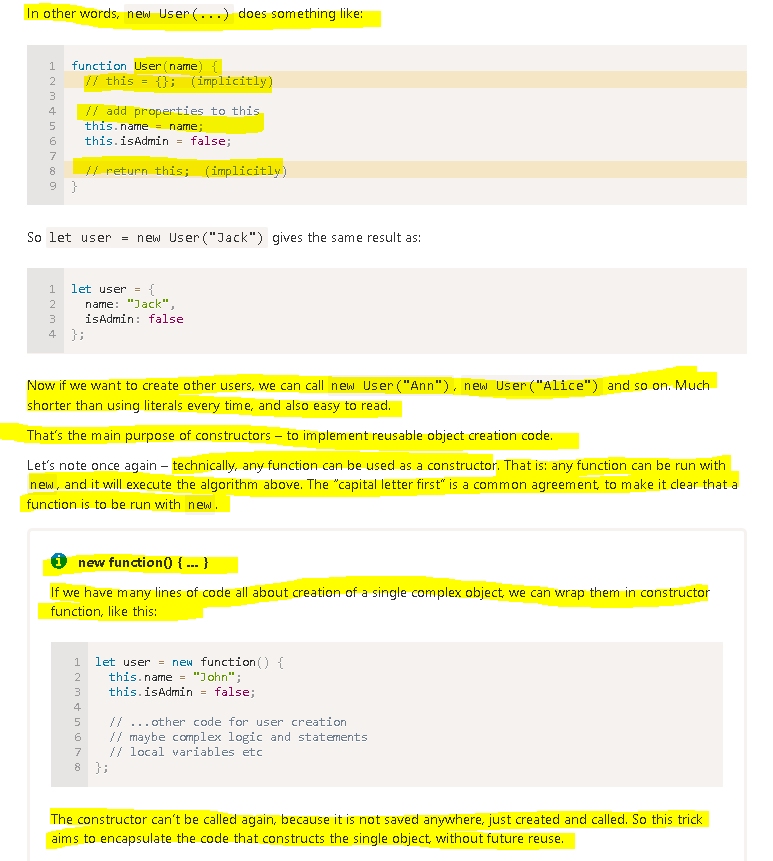 In other words, new User(...) does something like:
1 function User(name) {
2 // this = {}; (implicitly)
3
4 // add properties to this
5 this.name = name;
6 this.isAdmin = false;
7
8 // return this; (implicitly)
9 }
So let user = new User("Jack") gives the same result as:
1 let user = {
2 name: "Jack",
3 isAdmin: false
4 };
Now if we want to create other users, we can call new User("Ann"), new User("Alice") and so on. Much
shorter than using literals every time, and also easy to read.
That's the main purpose of constructors – to implement reusable object creation code.
Let's note once again – technically, any function can be used as a constructor. That is: any function can be run with
new, and it will execute the algorithm above. The "capital letter first" is a common agreement, to make it clear that a
function is to be run with new.
i new function() { ... }
If we have many lines of code all about creation of a single complex object, we can wrap them in constructor
function, like this:
1 let user = new function() {
2 this.name = "John";
3 this.isAdmin = false;
4
5 // ...other code for user creation
6 // maybe complex logic and statements
7 // local variables etc
8 };
The constructor can't be called again, because it is not saved anywhere, just created and called. So this trick
aims to encapsulate the code that constructs the single object, without future reuse.